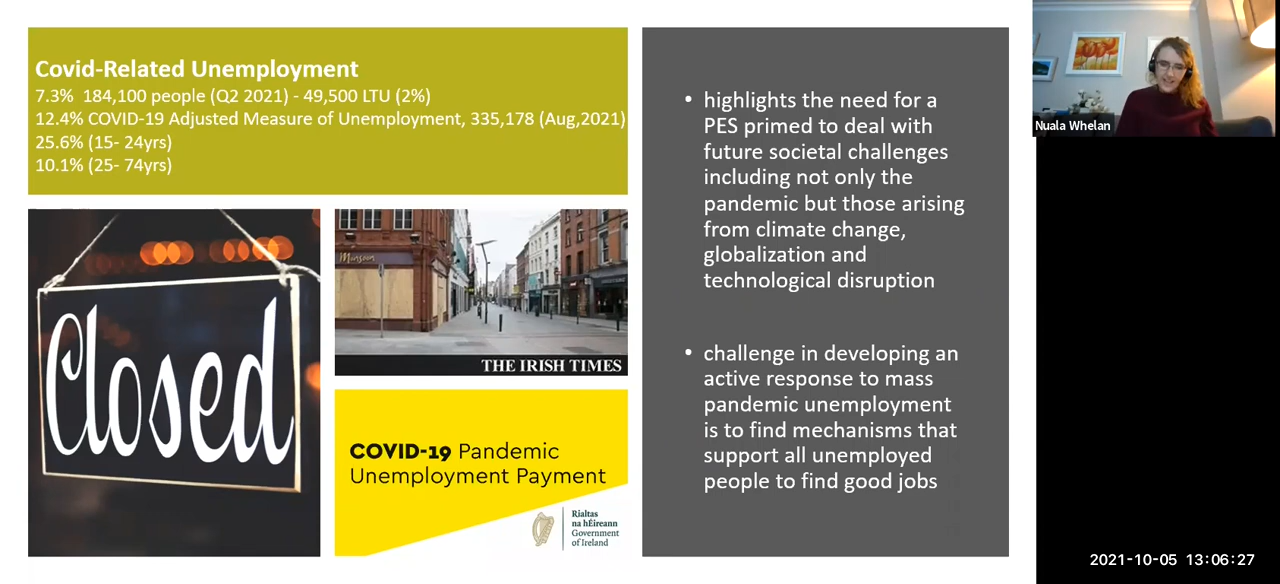 Covid-Related Unemployment
7.3%  184,100 people (Q2 2021) - 49,500 LTU (2%)
12.4% COVID-19 Adjusted Measure of Unemployment, 335,178 (Aug,2021)
25.6% (15- 24yrs)
10.1% (25- 74yrs)
Closed
Monsoon
THE IRISH TIMES
COVID-19 Pandemic
Unemployment Payment
Rialtas
na hÉireann
Government
of Ireland
• highlights the need for a
PES primed to deal with
future societal challenges
including not only the
pandemic but those arising
from climate change,
globalization and
technological disruption
• challenge in developing an
active response to mass
pandemic unemployment
is to find mechanisms that
support all unemployed
people to find good jobs
Nuala Whelan
2021-10-05 13:06:27